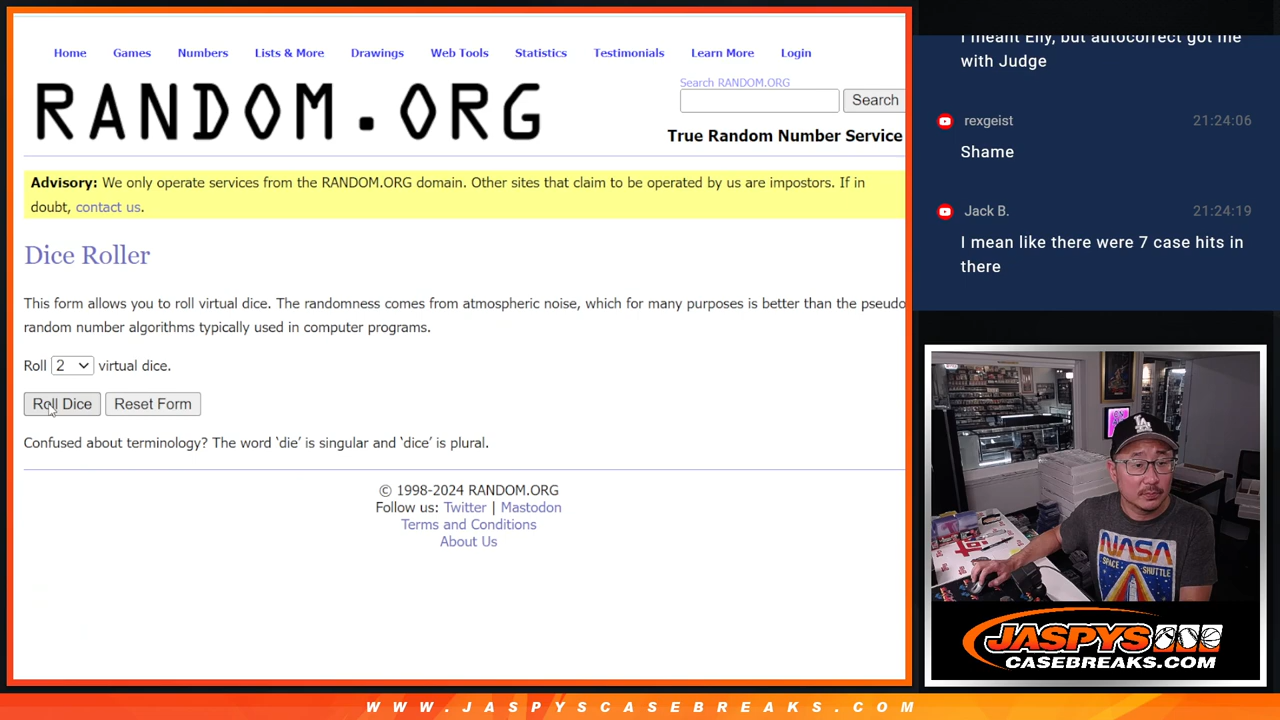 Home Games Numbers Lists & More Drawings Web Tools Statistics Testimonials Learn More Login
RANDOM.ORG
Search RANDOM.ORG
Search
True Random Number Service
Advisory: We only operate services from the RANDOM.ORG domain. Other sites that claim to be operated by us are impostors. If in
doubt, contact us.
Dice Roller
This form allows you to roll virtual dice. The randomness comes from atmospheric noise, which for many purposes is better than the pseudo
random number algorithms typically used in computer programs.
Roll 2 virtual dice.
Roll Dice Reset Form
Confused about terminology? The word ‘die’ is singular and ‘dice’ is plural.
© 1998-2024 RANDOM.ORG
Follow us: Twitter | Mastodon
Terms and Conditions
About Us
I meant Elly, but autocorrect got me
with Judge
rexgeist 21:24:06
Shame
Jack B. 21:24:19
I mean like there were 7 case hits in
there
LA
NASA
SPACE SHUTTLE
JASPYS
CASEBREAKS.COM
WWW.JASPYSCASEBREAKS.COM